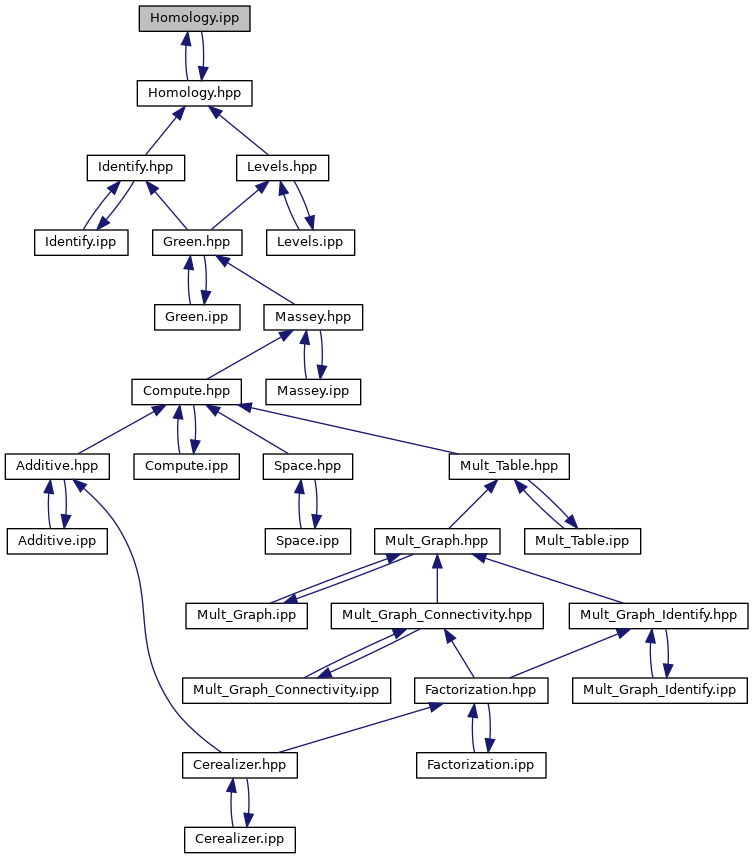 Homology.ipp
Homology.hpp
Identify.hpp
Levels.hpp
Identify.ipp
Green.hpp
Levels.ipp
Green.ipp
Massey.hpp
Compute.hpp
Massey.ipp
Additive.hpp
Compute.ipp
Space.hpp
Mult_Table.hpp
Additive.ipp
Space.ipp
Mult_Graph.hpp
Mult_Table.ipp
Mult_Graph.ipp
Mult_Graph_Connectivity.hpp
Mult_Graph_Identify.hpp
Mult_Graph_Connectivity.ipp
Factorization.hpp
Mult_Graph_Identify.ipp
Cerealizer.hpp
Factorization.ipp
Cerealizer.ipp